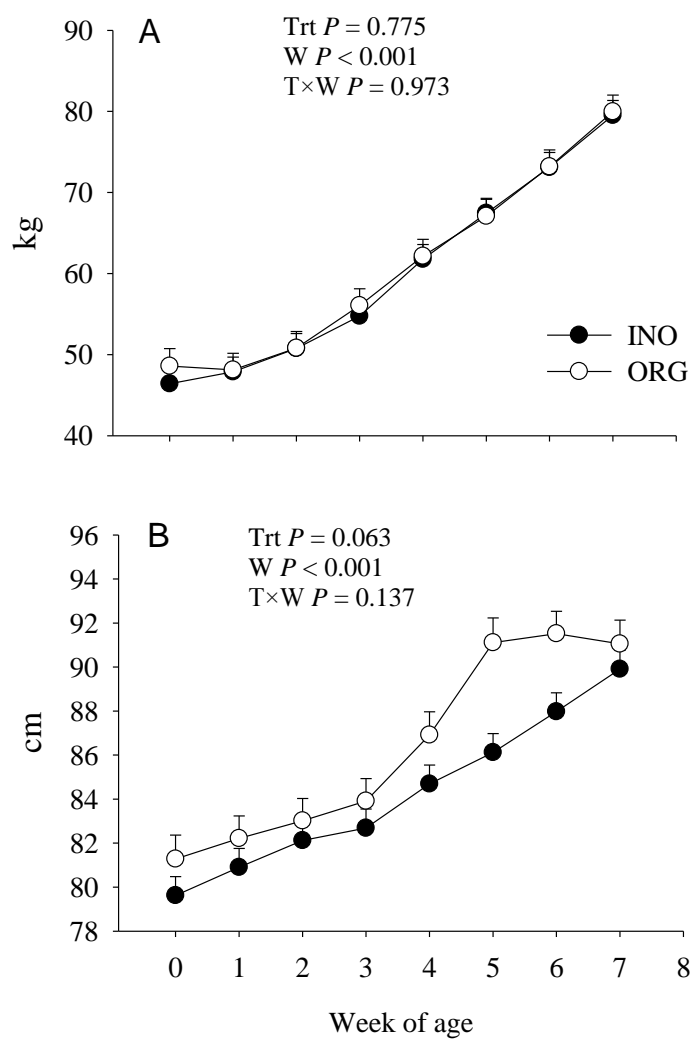 A
Trt P = 0.775
W P < 0.001
T×W P = 0.973
90
80
70
60
50
40
kg
INO
ORG
B
Trt P = 0.063
W P < 0.001
T×W P = 0.137
96
94
92
90
88
86
84
82
80
78
cm
0 1 2 3 4 5 6 7 8
Week of age